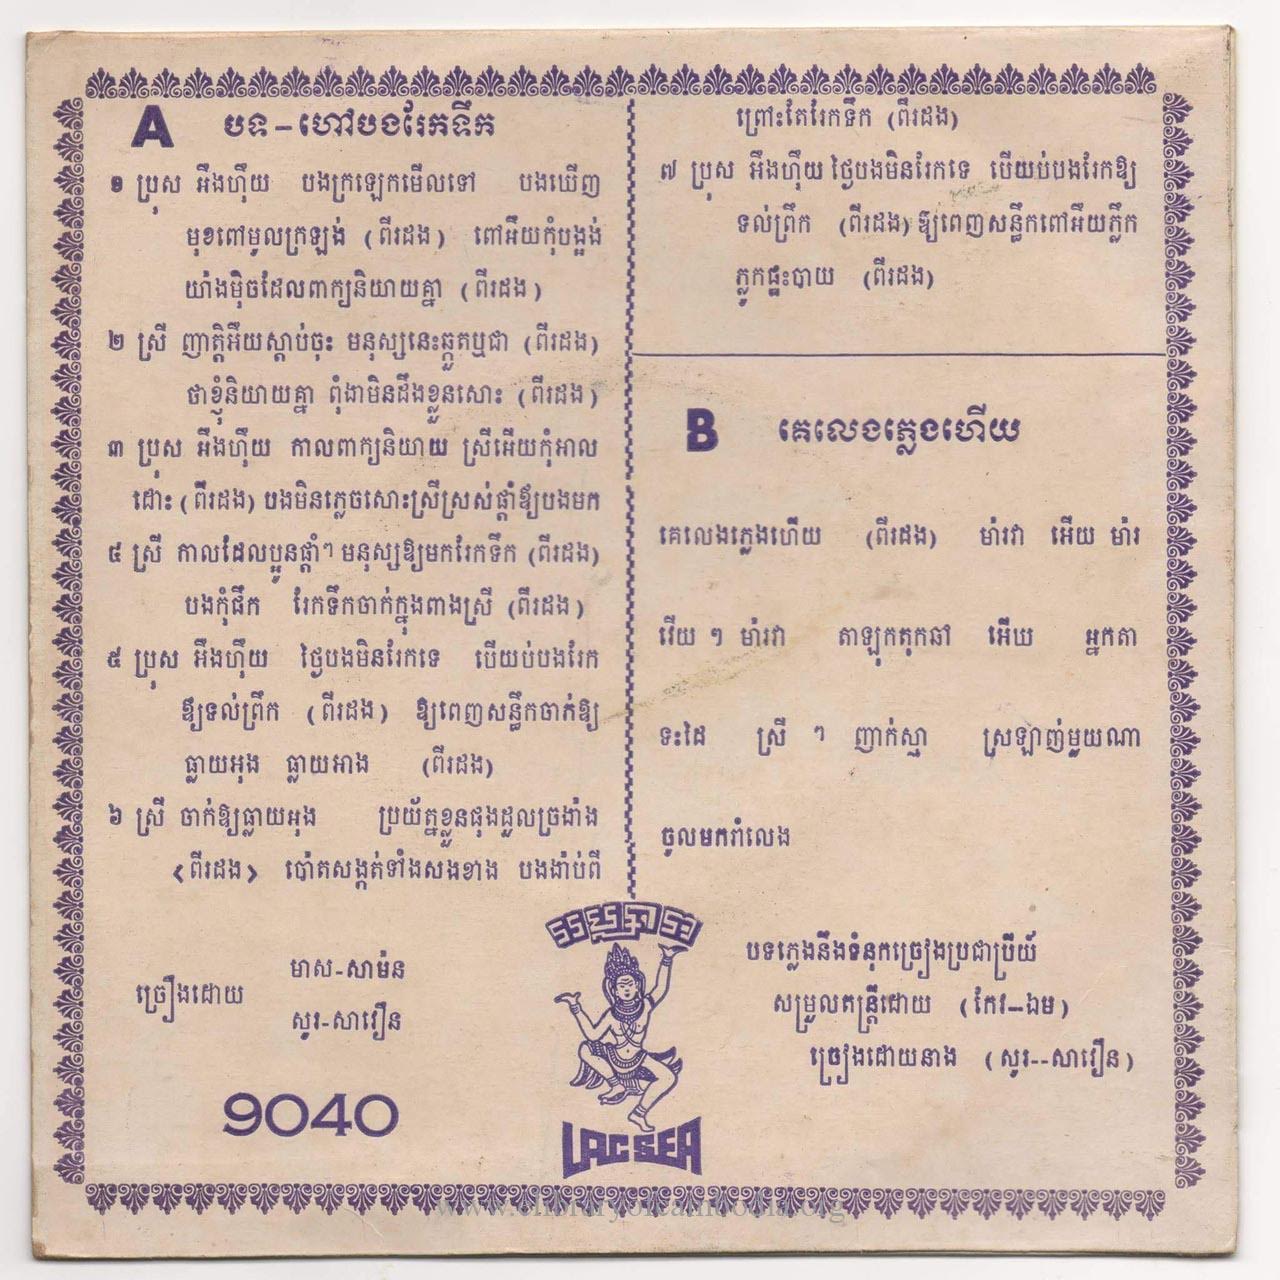 A បទ - ហៅបងរែកទឹក
១ ប្រុស អឹងហ៊ឹយ បងក្រឡេកមើលទៅ បងឃើញ
មុខពៅមូលក្រឡង់ (ពីរដង) ពៅអឺយកុំបង្អង់
យ៉ាងម៉ិចដែលពាក្យនិយាយគ្នា (ពីរដង)
២ ស្រី ញាត្តិអឺយស្តាប់ចុះ មនុស្សនេះឆ្កួតឬជា (ពីរដង)
ថាខ្ញុំនិយាយគ្នា ពុំងាមិនដឹងខ្លួនសោះ (ពីរដង)
៣ ប្រុស អឹងហ៊ឹយ កាលពាក្យនិយាយ ស្រីអើយកុំអាល
ដោះ (ពីរដង) បងមិនភ្លេចសោះស្រីស្រស់ផ្តាំឪ្យបងមក
៤ ស្រី កាលដែលប្អូនផ្តាំៗ មនុស្សឱ្យមករែកទឹក (ពីរដង)
បងកុំផឹក រែកទឹកចាក់ក្នុងពាងស្រី (ពីរដង)
៥ ប្រុស អឹងហ៊ឹយ ថ្ងៃបងមិនរែកទេ បើយប់បងរែក
ឪ្យទល់ព្រឹក (ពីរដង) ឱ្យពេញសន្ធឹកចាក់ឱ្យ
ធ្លាយអុង ធ្លាយអាង (ពីរដង)
៦ ស្រី ចាក់ឱ្យធ្លាយអុង ប្រយ័ត្នខ្លួនផុងដួលច្រងាំង
(ពីរដង) ប៉ោតសង្កត់ទាំងសងខាង បងងាប់ពី
ព្រោះតែរែកទឹក (ពីរដង)
៧ ប្រុស អឹងហ៊ឹយ ថ្ងៃបងមិនរែកទេ បើយប់បងរែកឱ្យ
ទល់ព្រឹក (ពីរដង) ឱ្យពេញសន្ធឹកពៅអឺយភ្លឹក
ភ្លូកផ្ទុះបាយ (ពីរដង)
B គេលេងភ្លេងហើយ
គេលេងភ្លេងហើយ (ពីរដង) ម៉ារវា អើយ ម៉ារ
វើយ ៗ ម៉ារវា តាឡុកតុកឆៅ អើយ អ្នកតា
ទះដៃ ស្រី ៗ ញាក់ស្មា ស្រឡាញ់មួយណា
ចូលមករាំលេង
ច្រៀងដោយ
មាស-សាម៉ន
សូរ-សារឿន
9040
LAC SEA
បទភ្លេងនឹងទំនុកច្រៀងប្រជាប្រីយ៍
សម្រួលតន្ត្រីដោយ (កែវ-ឯម)
ច្រៀងដោយនាង (សូរ--សារឿន)
www.elibraryofcambodia.org